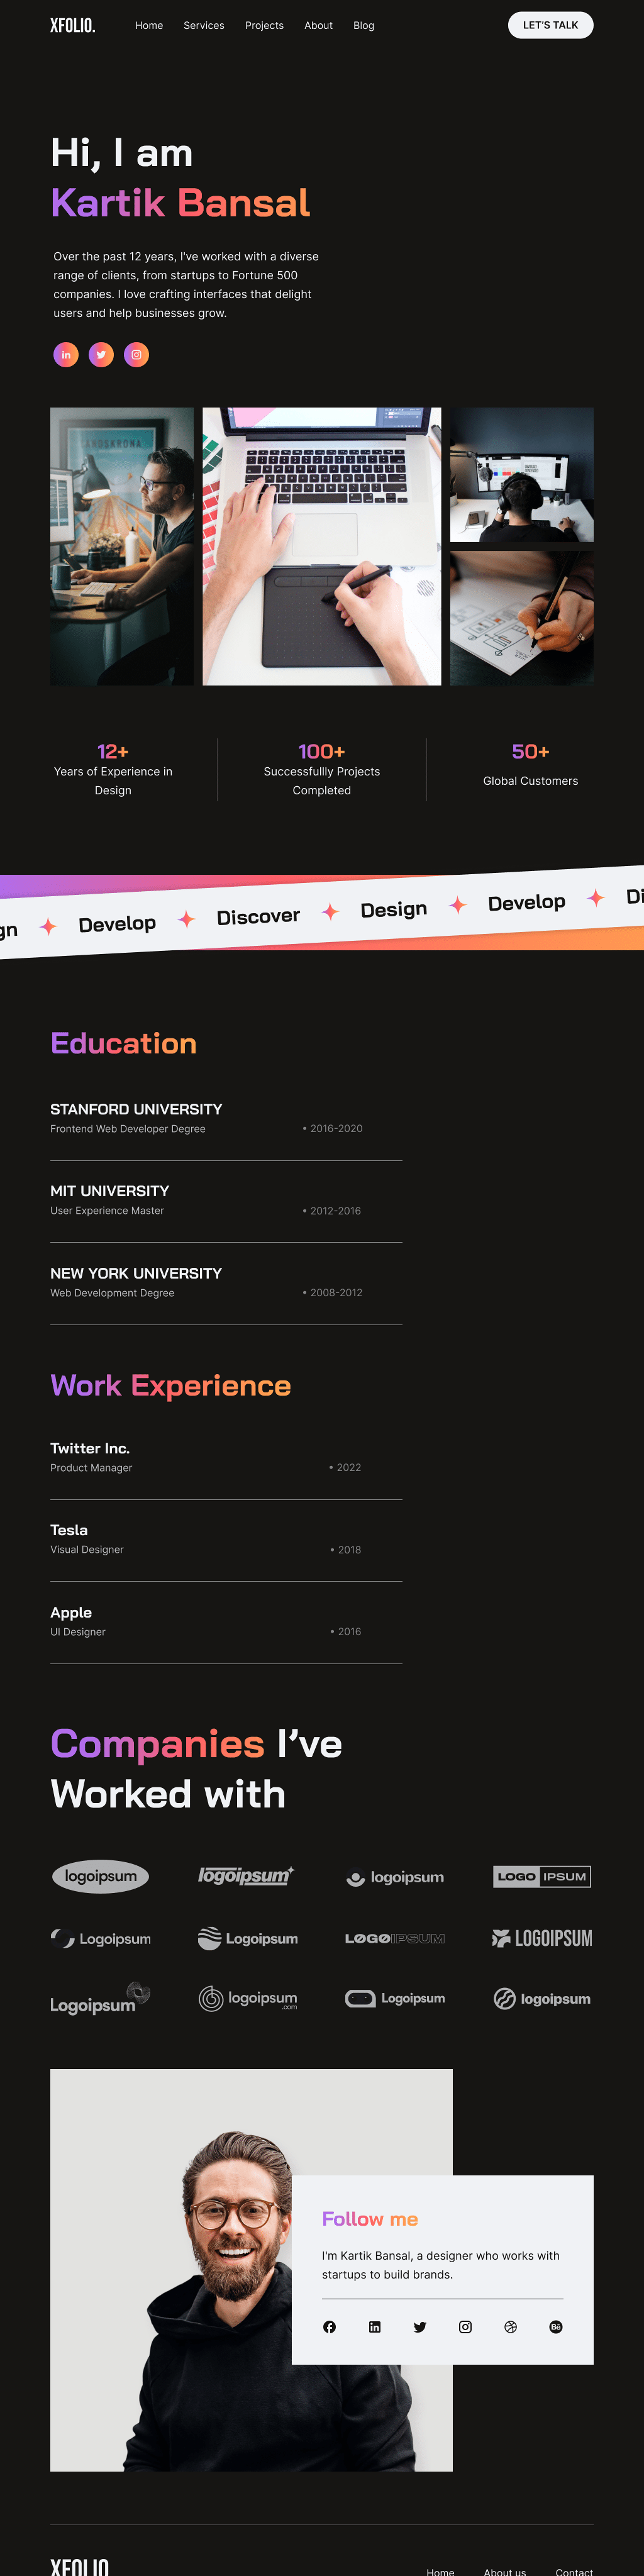 XFOLIO.
Home Services Projects About Blog
LET'S TALK
Hi, I am
Kartik Bansal
Over the past 12 years, I've worked with a diverse
range of clients, from startups to Fortune 500
companies. I love crafting interfaces that delight
users and help businesses grow.
in
LANDSKRONA
12+
Years of Experience in
Design
100+
Successfullly Projects
Completed
50+
Global Customers
gn Develop Discover Design Develop Di
Education
STANFORD UNIVERSITY
Frontend Web Developer Degree • 2016-2020
MIT UNIVERSITY
User Experience Master • 2012-2016
NEW YORK UNIVERSITY
Web Development Degree • 2008-2012
Work Experience
Twitter Inc.
Product Manager • 2022
Tesla
Visual Designer • 2018
Apple
UI Designer • 2016
Companies I’ve
Worked with
logoipsum logoipsum logoipsum LOGO IPSUM
Logoipsum Logoipsum LOGOIPSUM LOGOIPSUM
Logoipsum logoipsum.com Logoipsum logoipsum
Follow me
I'm Kartik Bansal, a designer who works with
startups to build brands.
in Bē
XFOLIO
Home About us Contact